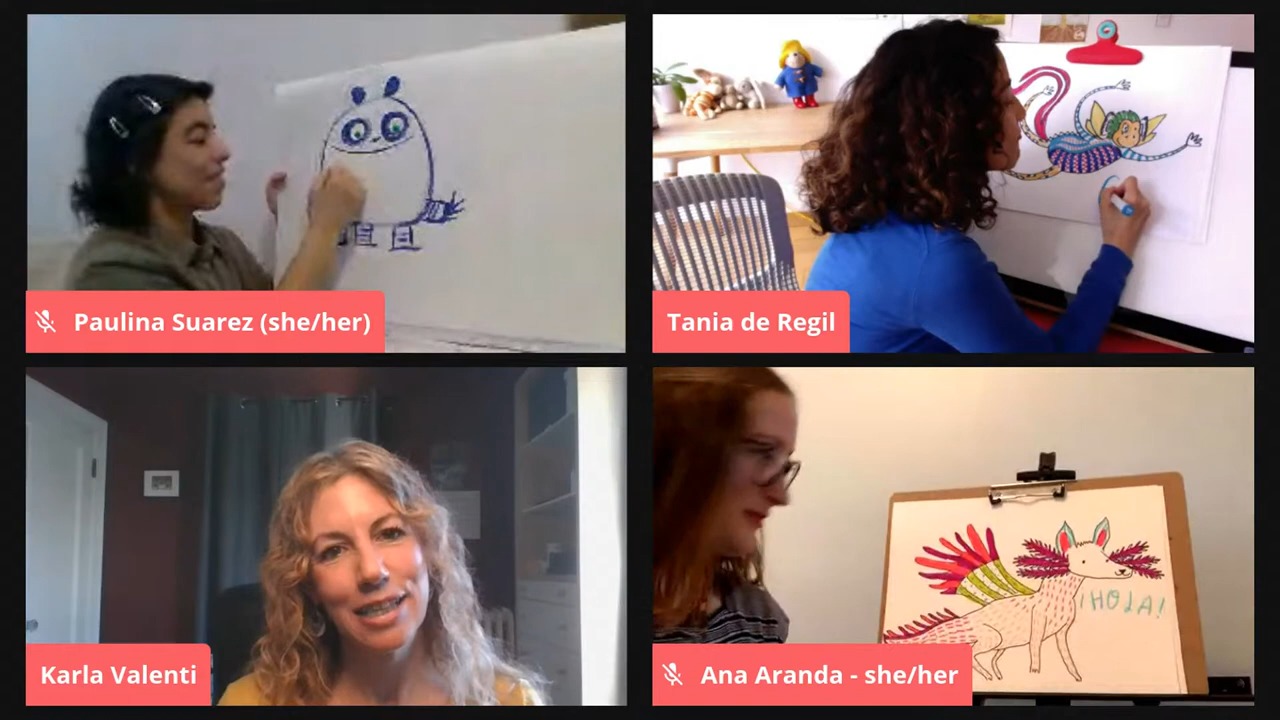 Paulina Suarez (she/her)
Tania de Regil
Karla Valenti
Ana Aranda - she/her
¡HOLA!